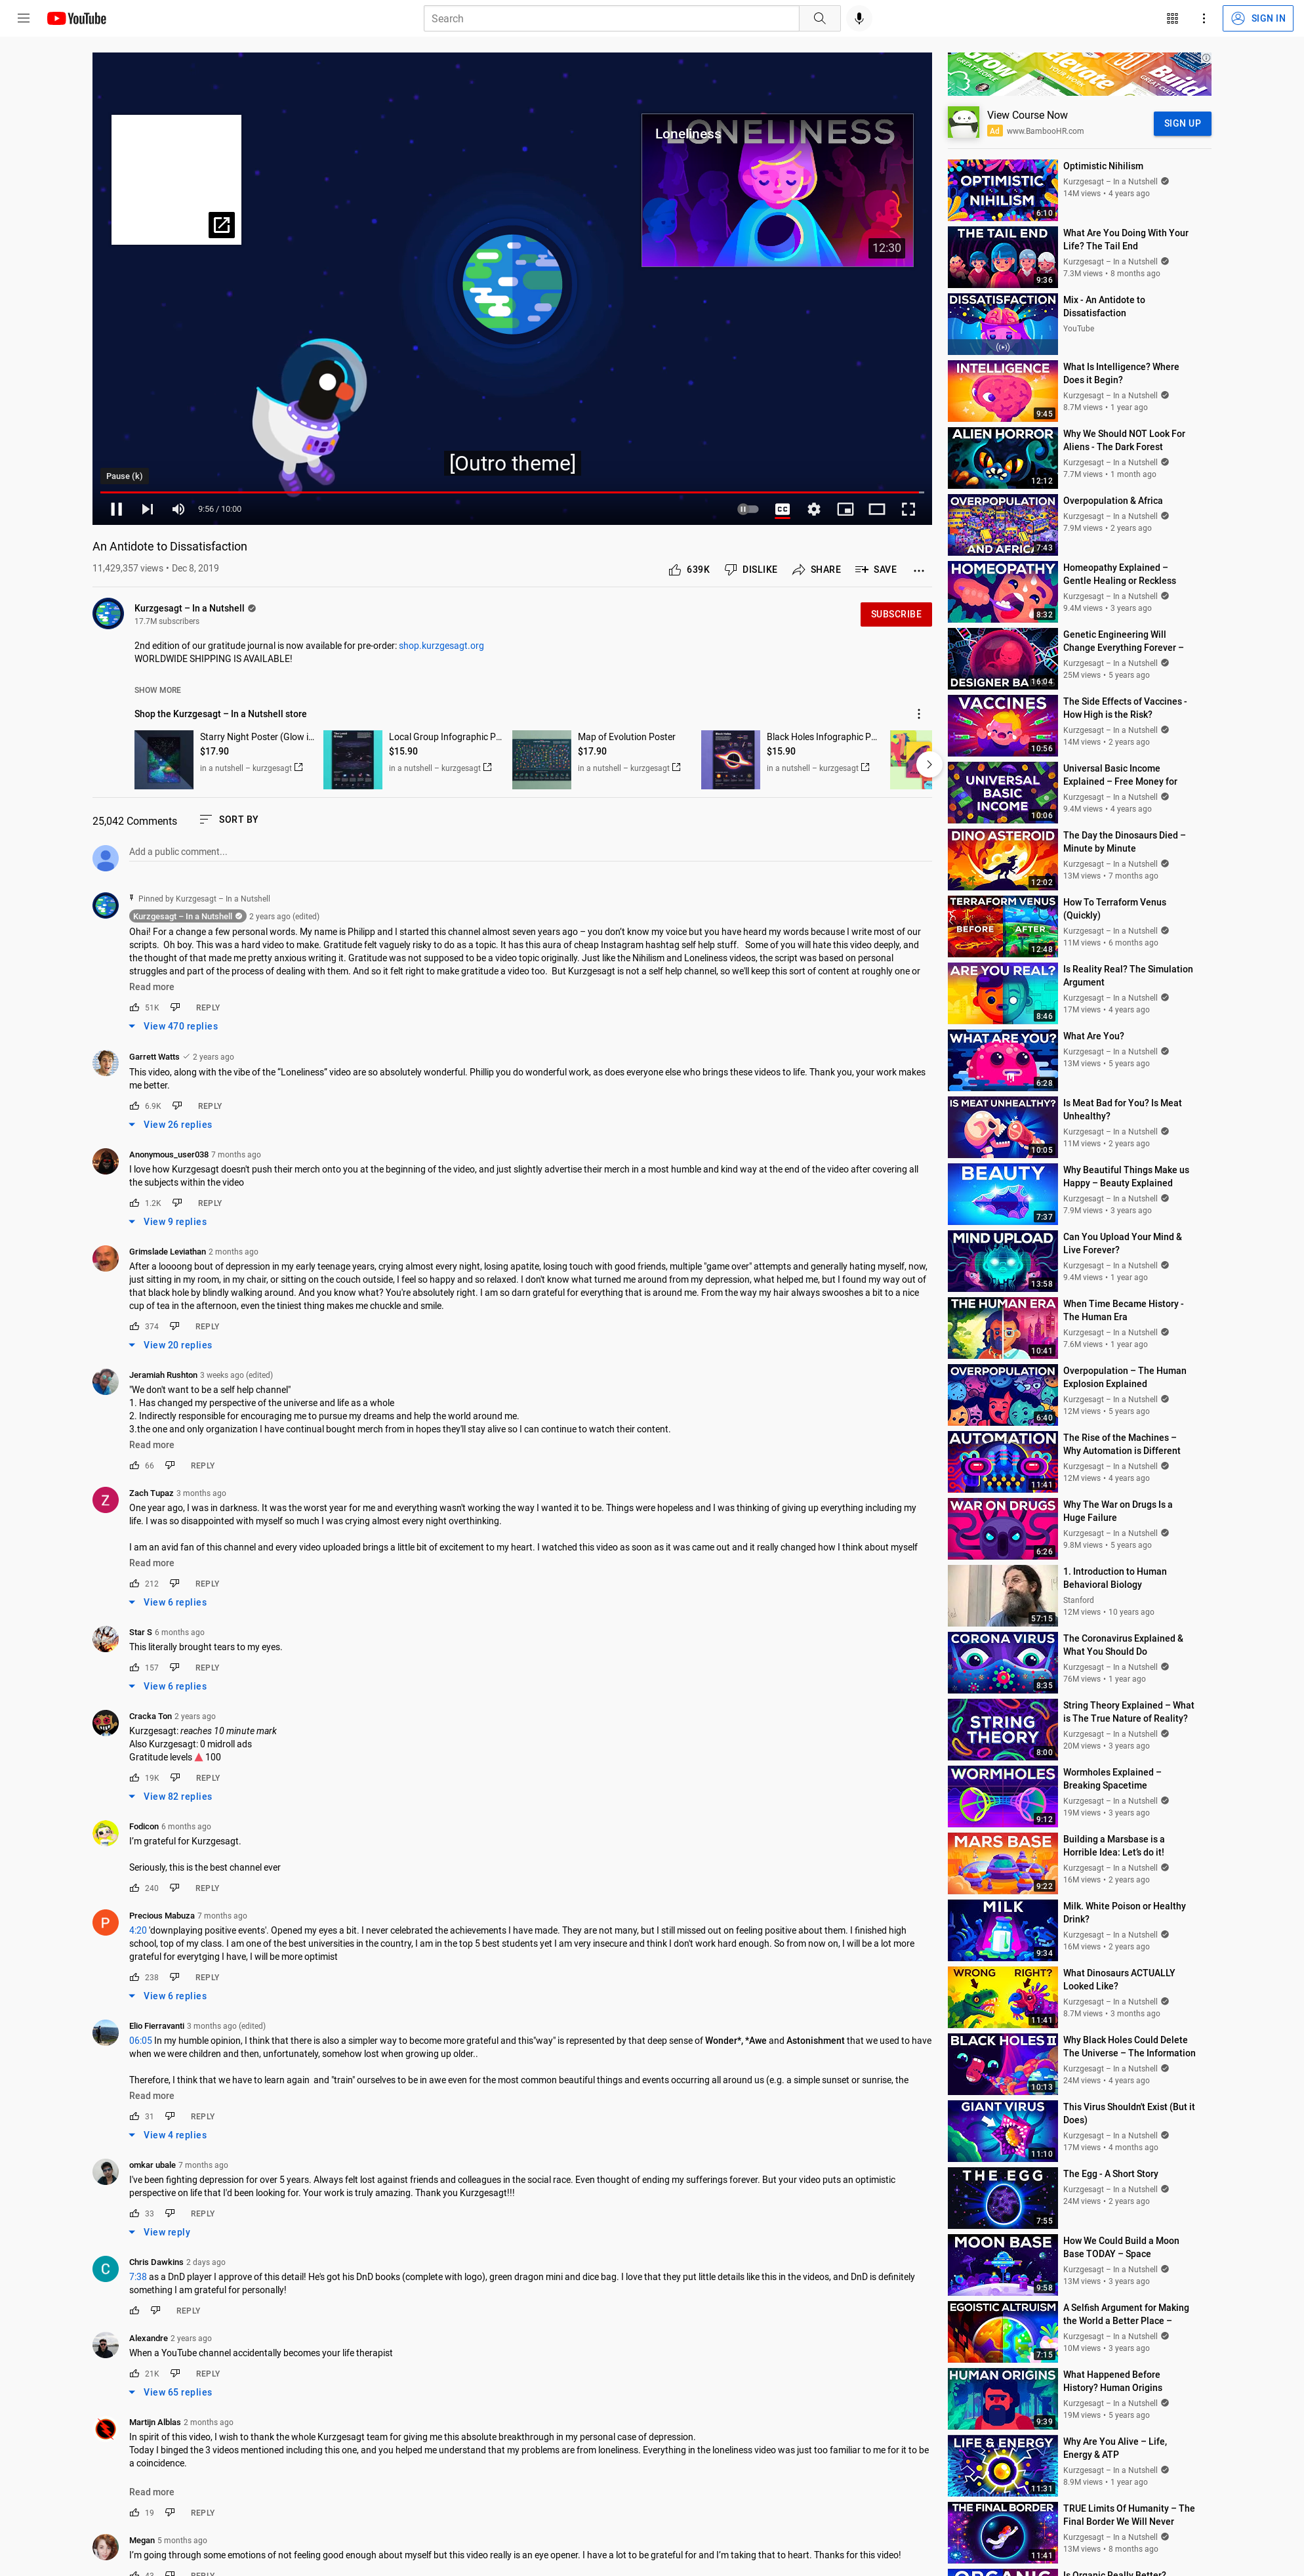 YouTube
Search
SIGN IN
LONELINESS
Loneliness
12:30
[Outro theme]
Pause (k)
9:56 / 10:00
CC
An Antidote to Dissatisfaction
11,429,357 views • Dec 8, 2019
639K
DISLIKE
SHARE
SAVE
Kurzgesagt – In a Nutshell
17.7M subscribers
SUBSCRIBE
2nd edition of our gratitude journal is now available for pre-order: shop.kurzgesagt.org
WORLDWIDE SHIPPING IS AVAILABLE!
SHOW MORE
Shop the Kurzgesagt – In a Nutshell store
Starry Night Poster (Glow i...
$17.90
in a nutshell – kurzgesagt
Local Group Infographic P...
$15.90
in a nutshell – kurzgesagt
Map of Evolution Poster
$17.90
in a nutshell – kurzgesagt
Black Holes Infographic P...
$15.90
in a nutshell – kurzgesagt
25,042 Comments
SORT BY
Add a public comment...
Pinned by Kurzgesagt – In a Nutshell
Kurzgesagt – In a Nutshell 2 years ago (edited)
Ohai! For a change a few personal words. My name is Philipp and I started this channel almost seven years ago – you don't know my voice but you have heard my words because I write most of our
scripts.  Oh boy. This was a hard video to make. Gratitude felt vaguely risky to do as a topic. It has this aura of cheap Instagram hashtag self help stuff.   Some of you will hate this video deeply, and
the thought of that made me pretty anxious writing it. Gratitude was not supposed to be a video topic originally. Just like the Nihilism and Loneliness videos, the script was based on personal
struggles and part of the process of dealing with them. And so it felt right to make gratitude a video too.  But Kurzgesagt is not a self help channel, so we'll keep this sort of content at roughly one or
Read more
51K
REPLY
View 470 replies
Garrett Watts 2 years ago
This video, along with the vibe of the “Loneliness” video are so absolutely wonderful. Phillip you do wonderful work, as does everyone else who brings these videos to life. Thank you, your work makes
me better.
6.9K
REPLY
View 26 replies
Anonymous_user038 7 months ago
I love how Kurzgesagt doesn't push their merch onto you at the beginning of the video, and just slightly advertise their merch in a most humble and kind way at the end of the video after covering all
the subjects within the video
1.2K
REPLY
View 9 replies
Grimslade Leviathan 2 months ago
After a loooong bout of depression in my early teenage years, crying almost every night, losing apatite, losing touch with good friends, multiple "game over" attempts and generally hating myself, now,
just sitting in my room, in my chair, or sitting on the couch outside, I feel so happy and so relaxed. I don't know what turned me around from my depression, what helped me, but I found my way out of
that black hole by blindly walking around. And you know what? You're absolutely right. I am so darn grateful for everything that is around me. From the way my hair always swooshes a bit to a nice
cup of tea in the afternoon, even the tiniest thing makes me chuckle and smile.
374
REPLY
View 20 replies
Jeramiah Rushton 3 weeks ago (edited)
"We don't want to be a self help channel"
1. Has changed my perspective of the universe and life as a whole
2. Indirectly responsible for encouraging me to pursue my dreams and help the world around me.
3.the one and only organization I have continual bought merch from in hopes they'll stay alive so I can continue to watch their content.
Read more
66
REPLY
Z
Zach Tupaz 3 months ago
One year ago, I was in darkness. It was the worst year for me and everything wasn't working the way I wanted it to be. Things were hopeless and I was thinking of giving up everything including my
life. I was so disappointed with myself so much I was crying almost every night overthinking.
I am an avid fan of this channel and every video uploaded brings a little bit of excitement to my heart. I watched this video as soon as it was came out and it really changed how I think about myself
Read more
212
REPLY
View 6 replies
Star S 6 months ago
This literally brought tears to my eyes.
157
REPLY
View 6 replies
Cracka Ton 2 years ago
Kurzgesagt: reaches 10 minute mark
Also Kurzgesagt: 0 midroll ads
Gratitude levels 🔺 100
19K
REPLY
View 82 replies
Fodicon 6 months ago
I'm grateful for Kurzgesagt.
Seriously, this is the best channel ever
240
REPLY
P
Precious Mabuza 7 months ago
4:20 'downplaying positive events'. Opened my eyes a bit. I never celebrated the achievements I have made. They are not many, but I still missed out on feeling positive about them. I finished high
school, top of my class. I am one of the best universities in the country, I am in the top 5 best students yet I am very insecure and think I don't work hard enough. So from now on, I will be a lot more
grateful for everytging I have, I will be more optimist
238
REPLY
View 6 replies
Elio Fierravanti 3 months ago (edited)
06:05 In my humble opinion, I think that there is also a simpler way to become more grateful and this"way" is represented by that deep sense of Wonder*, *Awe and Astonishment that we used to have
when we were children and then, unfortunately, somehow lost when growing up older..
Therefore, I think that we have to learn again  and "train" ourselves to be in awe even for the most common beautiful things and events occurring all around us (e.g. a simple sunset or sunrise, the
Read more
31
REPLY
View 4 replies
omkar ubale 7 months ago
I've been fighting depression for over 5 years. Always felt lost against friends and colleagues in the social race. Even thought of ending my sufferings forever. But your video puts an optimistic
perspective on life that I'd been looking for. Your work is truly amazing. Thank you Kurzgesagt!!!
33
REPLY
View reply
C
Chris Dawkins 2 days ago
7:38 as a DnD player I approve of this detail! He's got his DnD books (complete with logo), green dragon mini and dice bag. I love that they put little details like this in the videos, and DnD is definitely
something I am grateful for personally!
REPLY
Alexandre 2 years ago
When a YouTube channel accidentally becomes your life therapist
21K
REPLY
View 65 replies
Martijn Alblas 2 months ago
In spirit of this video, I wish to thank the whole Kurzgesagt team for giving me this absolute breakthrough in my personal case of depression.
Today I binged the 3 videos mentioned including this one, and you helped me understand that my problems are from loneliness. Everything in the loneliness video was just too familiar to me for it to be
a coincidence.
Read more
19
REPLY
Megan 5 months ago
I'm going through some emotions of not feeling good enough about myself but this video really is an eye opener. I have a lot to be grateful for and I'm taking that to heart. Thanks for this video!
43
REPLY
Grow
GREAT PEOPLE
Elevate
YOUR WORK
Build
GREAT CULTURE
View Course Now
Ad www.BambooHR.com
SIGN UP
OPTIMISTIC NIHILISM
6:10
Optimistic Nihilism
Kurzgesagt – In a Nutshell
14M views • 4 years ago
THE TAIL END
9:36
What Are You Doing With Your
Life? The Tail End
Kurzgesagt – In a Nutshell
7.3M views • 8 months ago
DISSATISFACTION
Mix - An Antidote to
Dissatisfaction
YouTube
INTELLIGENCE
9:45
What Is Intelligence? Where
Does it Begin?
Kurzgesagt – In a Nutshell
8.7M views • 1 year ago
ALIEN HORROR
12:12
Why We Should NOT Look For
Aliens - The Dark Forest
Kurzgesagt – In a Nutshell
7.7M views • 1 month ago
OVERPOPULATION
AND AFRICA
7:43
Overpopulation & Africa
Kurzgesagt – In a Nutshell
7.9M views • 2 years ago
HOMEOPATHY
8:32
Homeopathy Explained –
Gentle Healing or Reckless
Kurzgesagt – In a Nutshell
9.4M views • 3 years ago
DESIGNER BA
16:04
Genetic Engineering Will
Change Everything Forever –
Kurzgesagt – In a Nutshell
25M views • 5 years ago
VACCINES
10:56
The Side Effects of Vaccines -
How High is the Risk?
Kurzgesagt – In a Nutshell
14M views • 2 years ago
UNIVERSAL
BASIC
INCOME
10:06
Universal Basic Income
Explained – Free Money for
Kurzgesagt – In a Nutshell
9.4M views • 4 years ago
DINO ASTEROID
12:02
The Day the Dinosaurs Died –
Minute by Minute
Kurzgesagt – In a Nutshell
13M views • 7 months ago
TERRAFORM VENUS
BEFORE AFTER
12:48
How To Terraform Venus
(Quickly)
Kurzgesagt – In a Nutshell
11M views • 6 months ago
ARE YOU REAL?
8:46
Is Reality Real? The Simulation
Argument
Kurzgesagt – In a Nutshell
17M views • 4 years ago
WHAT ARE YOU?
6:28
What Are You?
Kurzgesagt – In a Nutshell
13M views • 5 years ago
IS MEAT UNHEALTHY?
10:05
Is Meat Bad for You? Is Meat
Unhealthy?
Kurzgesagt – In a Nutshell
11M views • 2 years ago
BEAUTY
7:37
Why Beautiful Things Make us
Happy – Beauty Explained
Kurzgesagt – In a Nutshell
7.9M views • 3 years ago
MIND UPLOAD
13:58
Can You Upload Your Mind &
Live Forever?
Kurzgesagt – In a Nutshell
9.4M views • 1 year ago
THE HUMAN ERA
10:41
When Time Became History -
The Human Era
Kurzgesagt – In a Nutshell
7.6M views • 1 year ago
OVERPOPULATION
6:40
Overpopulation – The Human
Explosion Explained
Kurzgesagt – In a Nutshell
12M views • 5 years ago
AUTOMATION
11:41
The Rise of the Machines –
Why Automation is Different
Kurzgesagt – In a Nutshell
12M views • 4 years ago
WAR ON DRUGS
6:26
Why The War on Drugs Is a
Huge Failure
Kurzgesagt – In a Nutshell
9.8M views • 5 years ago
57:15
1. Introduction to Human
Behavioral Biology
Stanford
12M views • 10 years ago
CORONA VIRUS
8:35
The Coronavirus Explained &
What You Should Do
Kurzgesagt – In a Nutshell
76M views • 1 year ago
STRING
THEORY
8:00
String Theory Explained – What
is The True Nature of Reality?
Kurzgesagt – In a Nutshell
20M views • 3 years ago
WORMHOLES
9:12
Wormholes Explained –
Breaking Spacetime
Kurzgesagt – In a Nutshell
19M views • 3 years ago
MARS BASE
9:22
Building a Marsbase is a
Horrible Idea: Let's do it!
Kurzgesagt – In a Nutshell
16M views • 2 years ago
MILK
9:34
Milk. White Poison or Healthy
Drink?
Kurzgesagt – In a Nutshell
16M views • 2 years ago
WRONG RIGHT?
11:41
What Dinosaurs ACTUALLY
Looked Like?
Kurzgesagt – In a Nutshell
8.7M views • 3 months ago
BLACK HOLES II
10:13
Why Black Holes Could Delete
The Universe – The Information
Kurzgesagt – In a Nutshell
24M views • 4 years ago
GIANT VIRUS
11:10
This Virus Shouldn't Exist (But it
Does)
Kurzgesagt – In a Nutshell
17M views • 4 months ago
THE EGG
7:55
The Egg - A Short Story
Kurzgesagt – In a Nutshell
24M views • 2 years ago
MOON BASE
9:58
How We Could Build a Moon
Base TODAY – Space
Kurzgesagt – In a Nutshell
13M views • 3 years ago
EGOISTIC ALTRUISM
7:15
A Selfish Argument for Making
the World a Better Place –
Kurzgesagt – In a Nutshell
10M views • 3 years ago
HUMAN ORIGINS
9:39
What Happened Before
History? Human Origins
Kurzgesagt – In a Nutshell
19M views • 5 years ago
LIFE & ENERGY
11:31
Why Are You Alive – Life,
Energy & ATP
Kurzgesagt – In a Nutshell
8.9M views • 1 year ago
THE FINAL BORDER
11:41
TRUE Limits Of Humanity – The
Final Border We Will Never
Kurzgesagt – In a Nutshell
13M views • 8 months ago
ORGANIC
Is Organic Really Better?